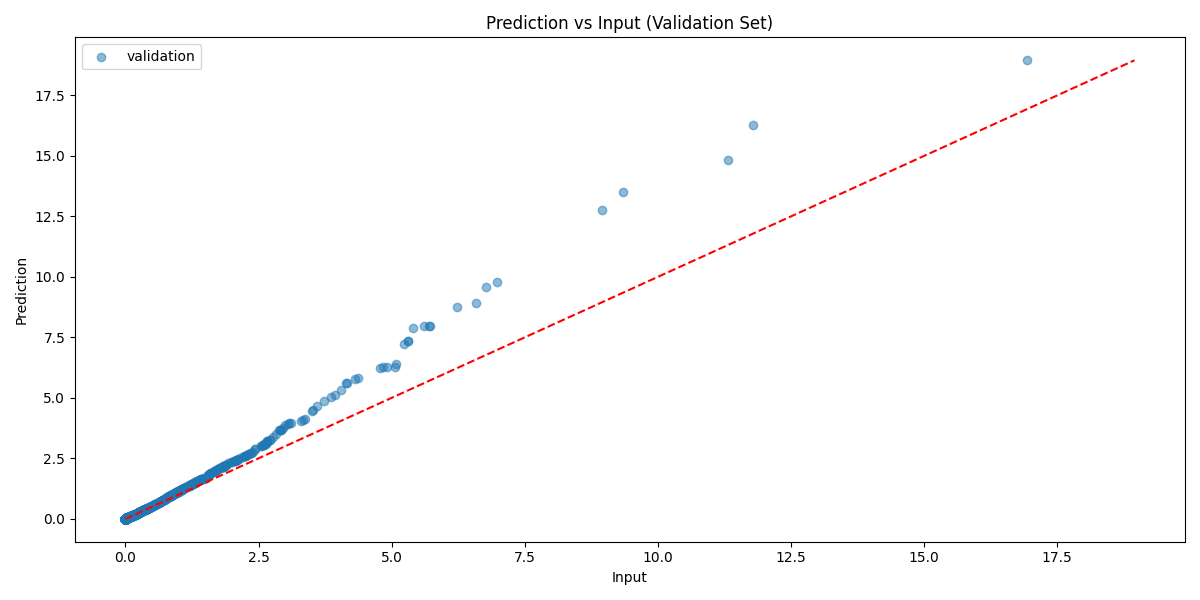 Prediction vs Input (Validation Set)
validation
17.5
15.0
12.5
10.0
7.5
5.0
2.5
0.0
Prediction
0.0 2.5 5.0 7.5 10.0 12.5 15.0 17.5
Input